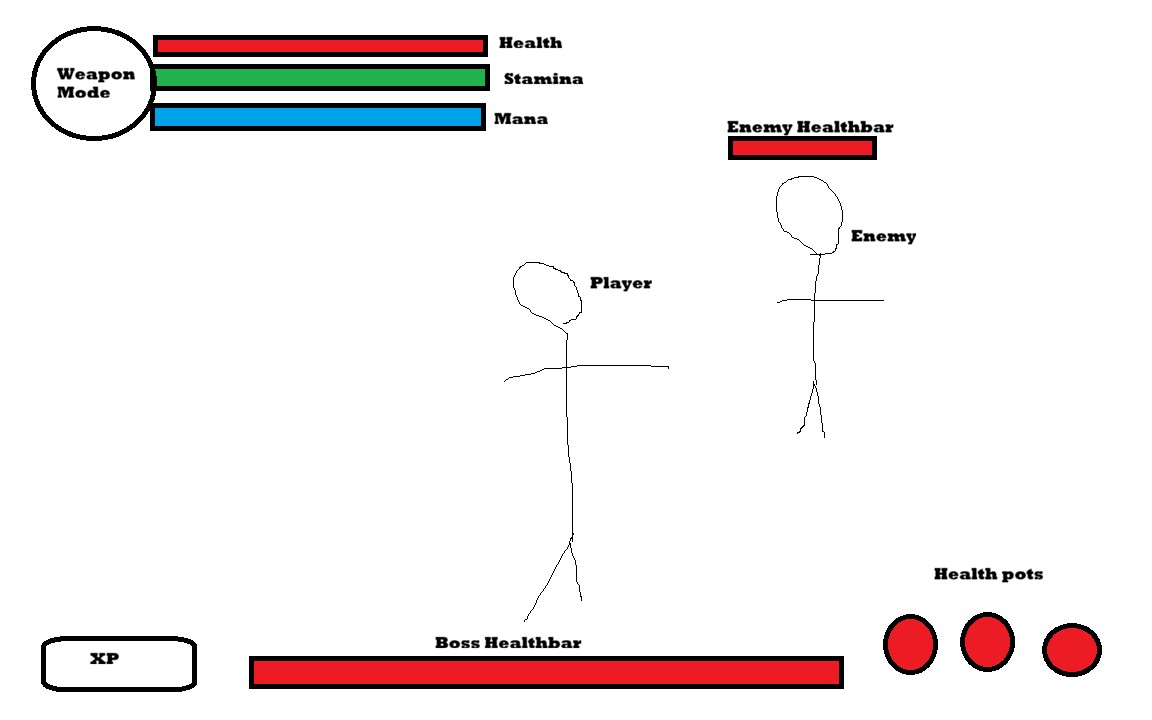 Health
Weapon
Mode
Stamina
Mana
Enemy Healthbar
Enemy
Player
Health pots
Boss Healthbar
XP